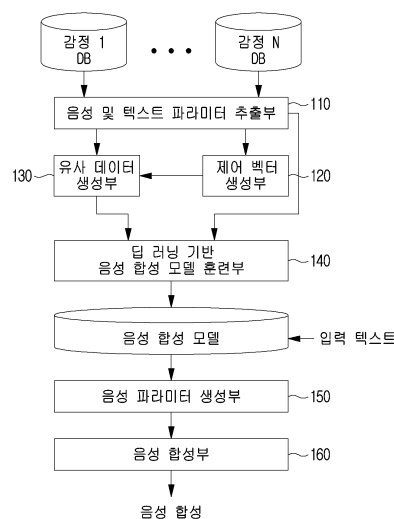 감정 1
DB
• • •
감정 N
DB
음성 및 텍스트 파라미터 추출부
110
130
유사 데이터
생성부
제어 벡터
생성부
120
딥 러닝 기반
음성 합성 모델 훈련부
140
음성 합성 모델
입력 텍스트
음성 파라미터 생성부
150
음성 합성부
160
음성 합성